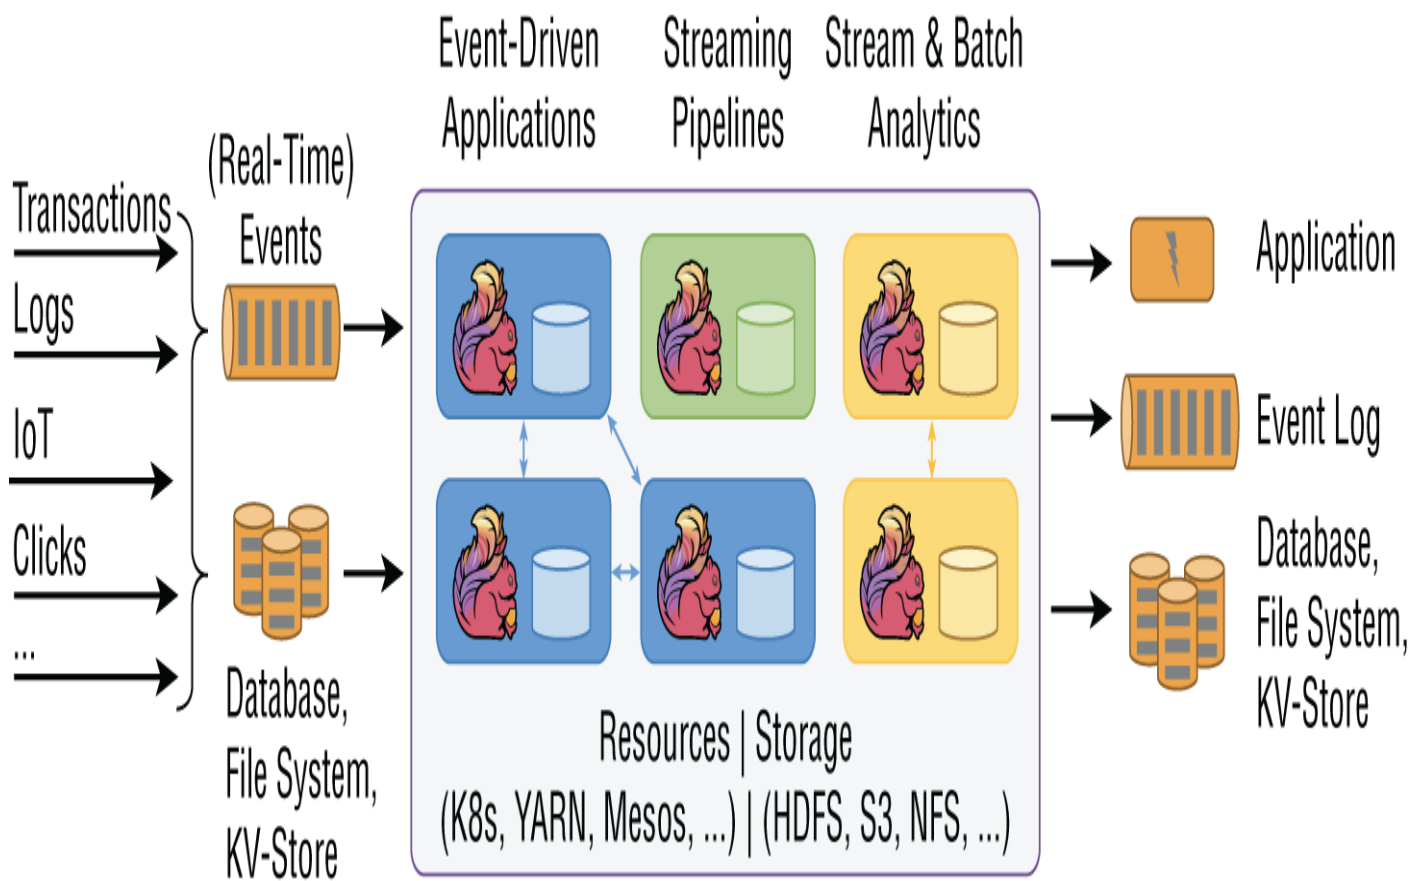 Event-Driven
Applications
Streaming
Pipelines
Stream & Batch
Analytics
(Real-Time)
Events
Transactions
Logs
IoT
Clicks
...
Database,
File System,
KV-Store
Resources | Storage
(K8s, YARN, Mesos, ...) | (HDFS, S3, NFS, ...)
Application
Event Log
Database,
File System,
KV-Store